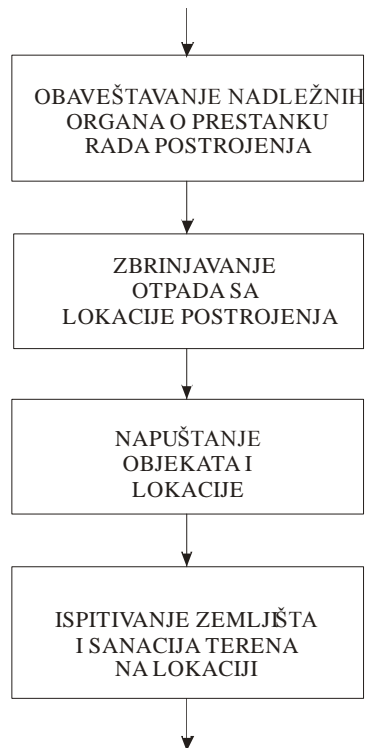 OBAVEŠTAVANJE NADLEŽNIH
ORGANA O PRESTANKU
RADA POSTROJENJA
ZBRINJAVANJE
OTPADA SA
LOKACIJE POSTROJENJA
NAPUŠTANJE
OBJEKATA I
LOKACIJE
ISPITIVANJE ZEMLJIŠTA
I SANACIJA TERENA
NA LOKACIJI